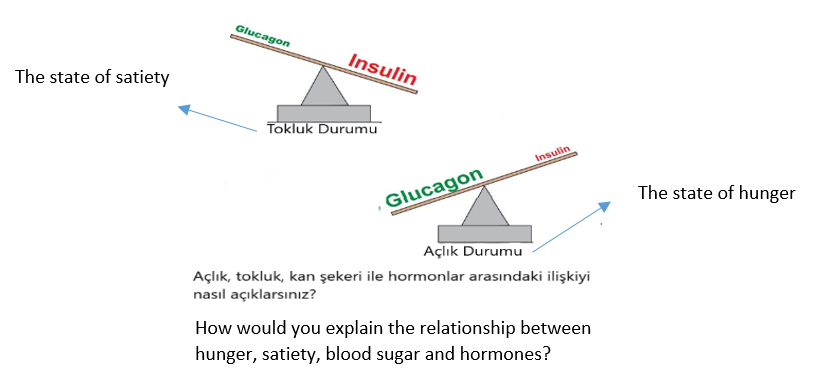 Glucagon
Insulin
The state of satiety
Tokluk Durumu
Insulin
Glucagon
The state of hunger
Açlık Durumu
Açlık, tokluk, kan şekeri ile hormonlar arasındaki ilişkiyi
nasıl açıklarsınız?
How would you explain the relationship between
hunger, satiety, blood sugar and hormones?